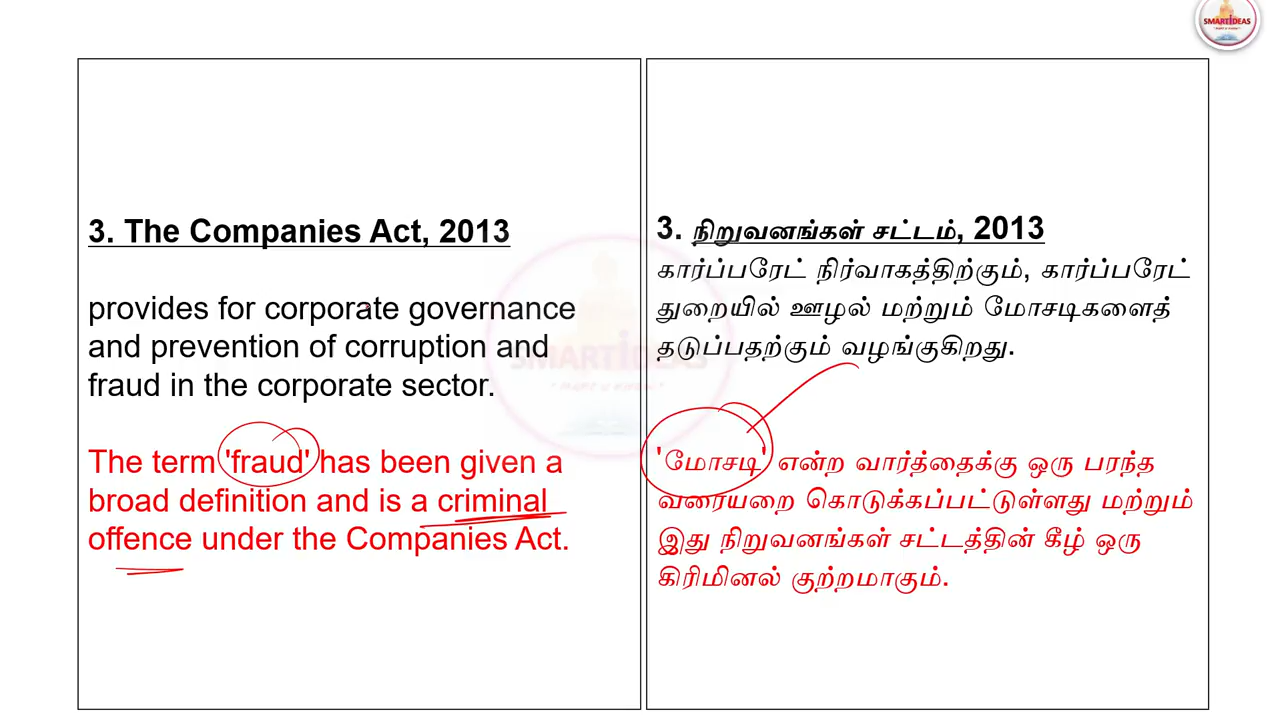 SMARTIDEAS
3. The Companies Act, 2013
provides for corporate governance
and prevention of corruption and
fraud in the corporate sector.
The term 'fraud' has been given a
broad definition and is a criminal
offence under the Companies Act.
3. நிறுவனங்கள் சட்டம், 2013
கார்ப்பரேட் நிர்வாகத்திற்கும், கார்ப்பரேட்
துறையில் ஊழல் மற்றும் மோசடிகளைத்
தடுப்பதற்கும் வழங்குகிறது.
'மோசடி' என்ற வார்த்தைக்கு ஒரு பரந்த
வரையறை கொடுக்கப்பட்டுள்ளது மற்றும்
இது நிறுவனங்கள் சட்டத்தின் கீழ் ஒரு
கிரிமினல் குற்றமாகும்.
SMARTIDEAS